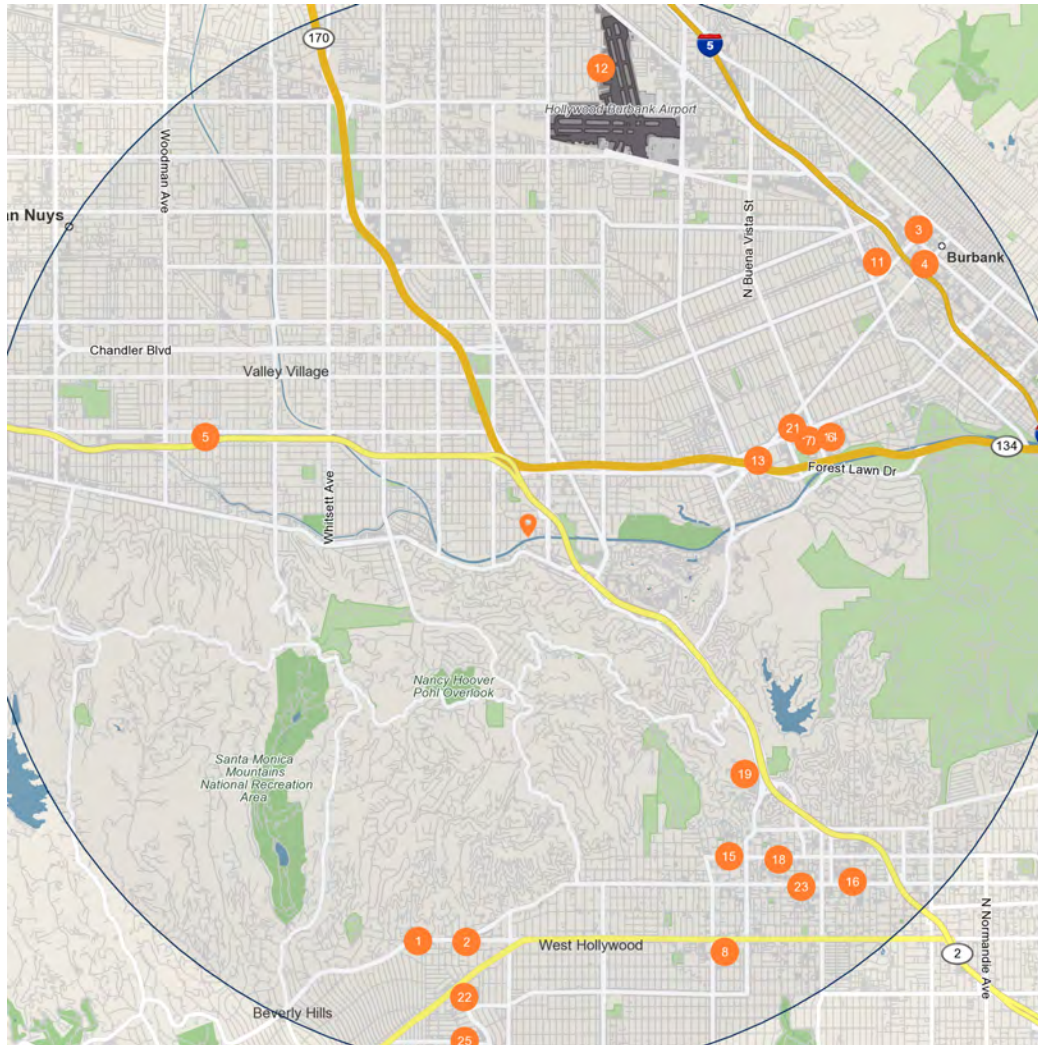 170
5
12
Hollywood Burbank Airport
Woodman Ave
an Nuys
N Buena Vista St
3
Burbank
11
4
Chandler Blvd
Valley Village
5
21
13
134
Forest Lawn Dr
Whitsett Ave
Nancy Hoover
Pohl Overlook
Santa Monica
Mountains
National Recreation
Area
19
15
18
23
16
N Normandie Ave
1
2
West Hollywood
8
2
22
Beverly Hills
25